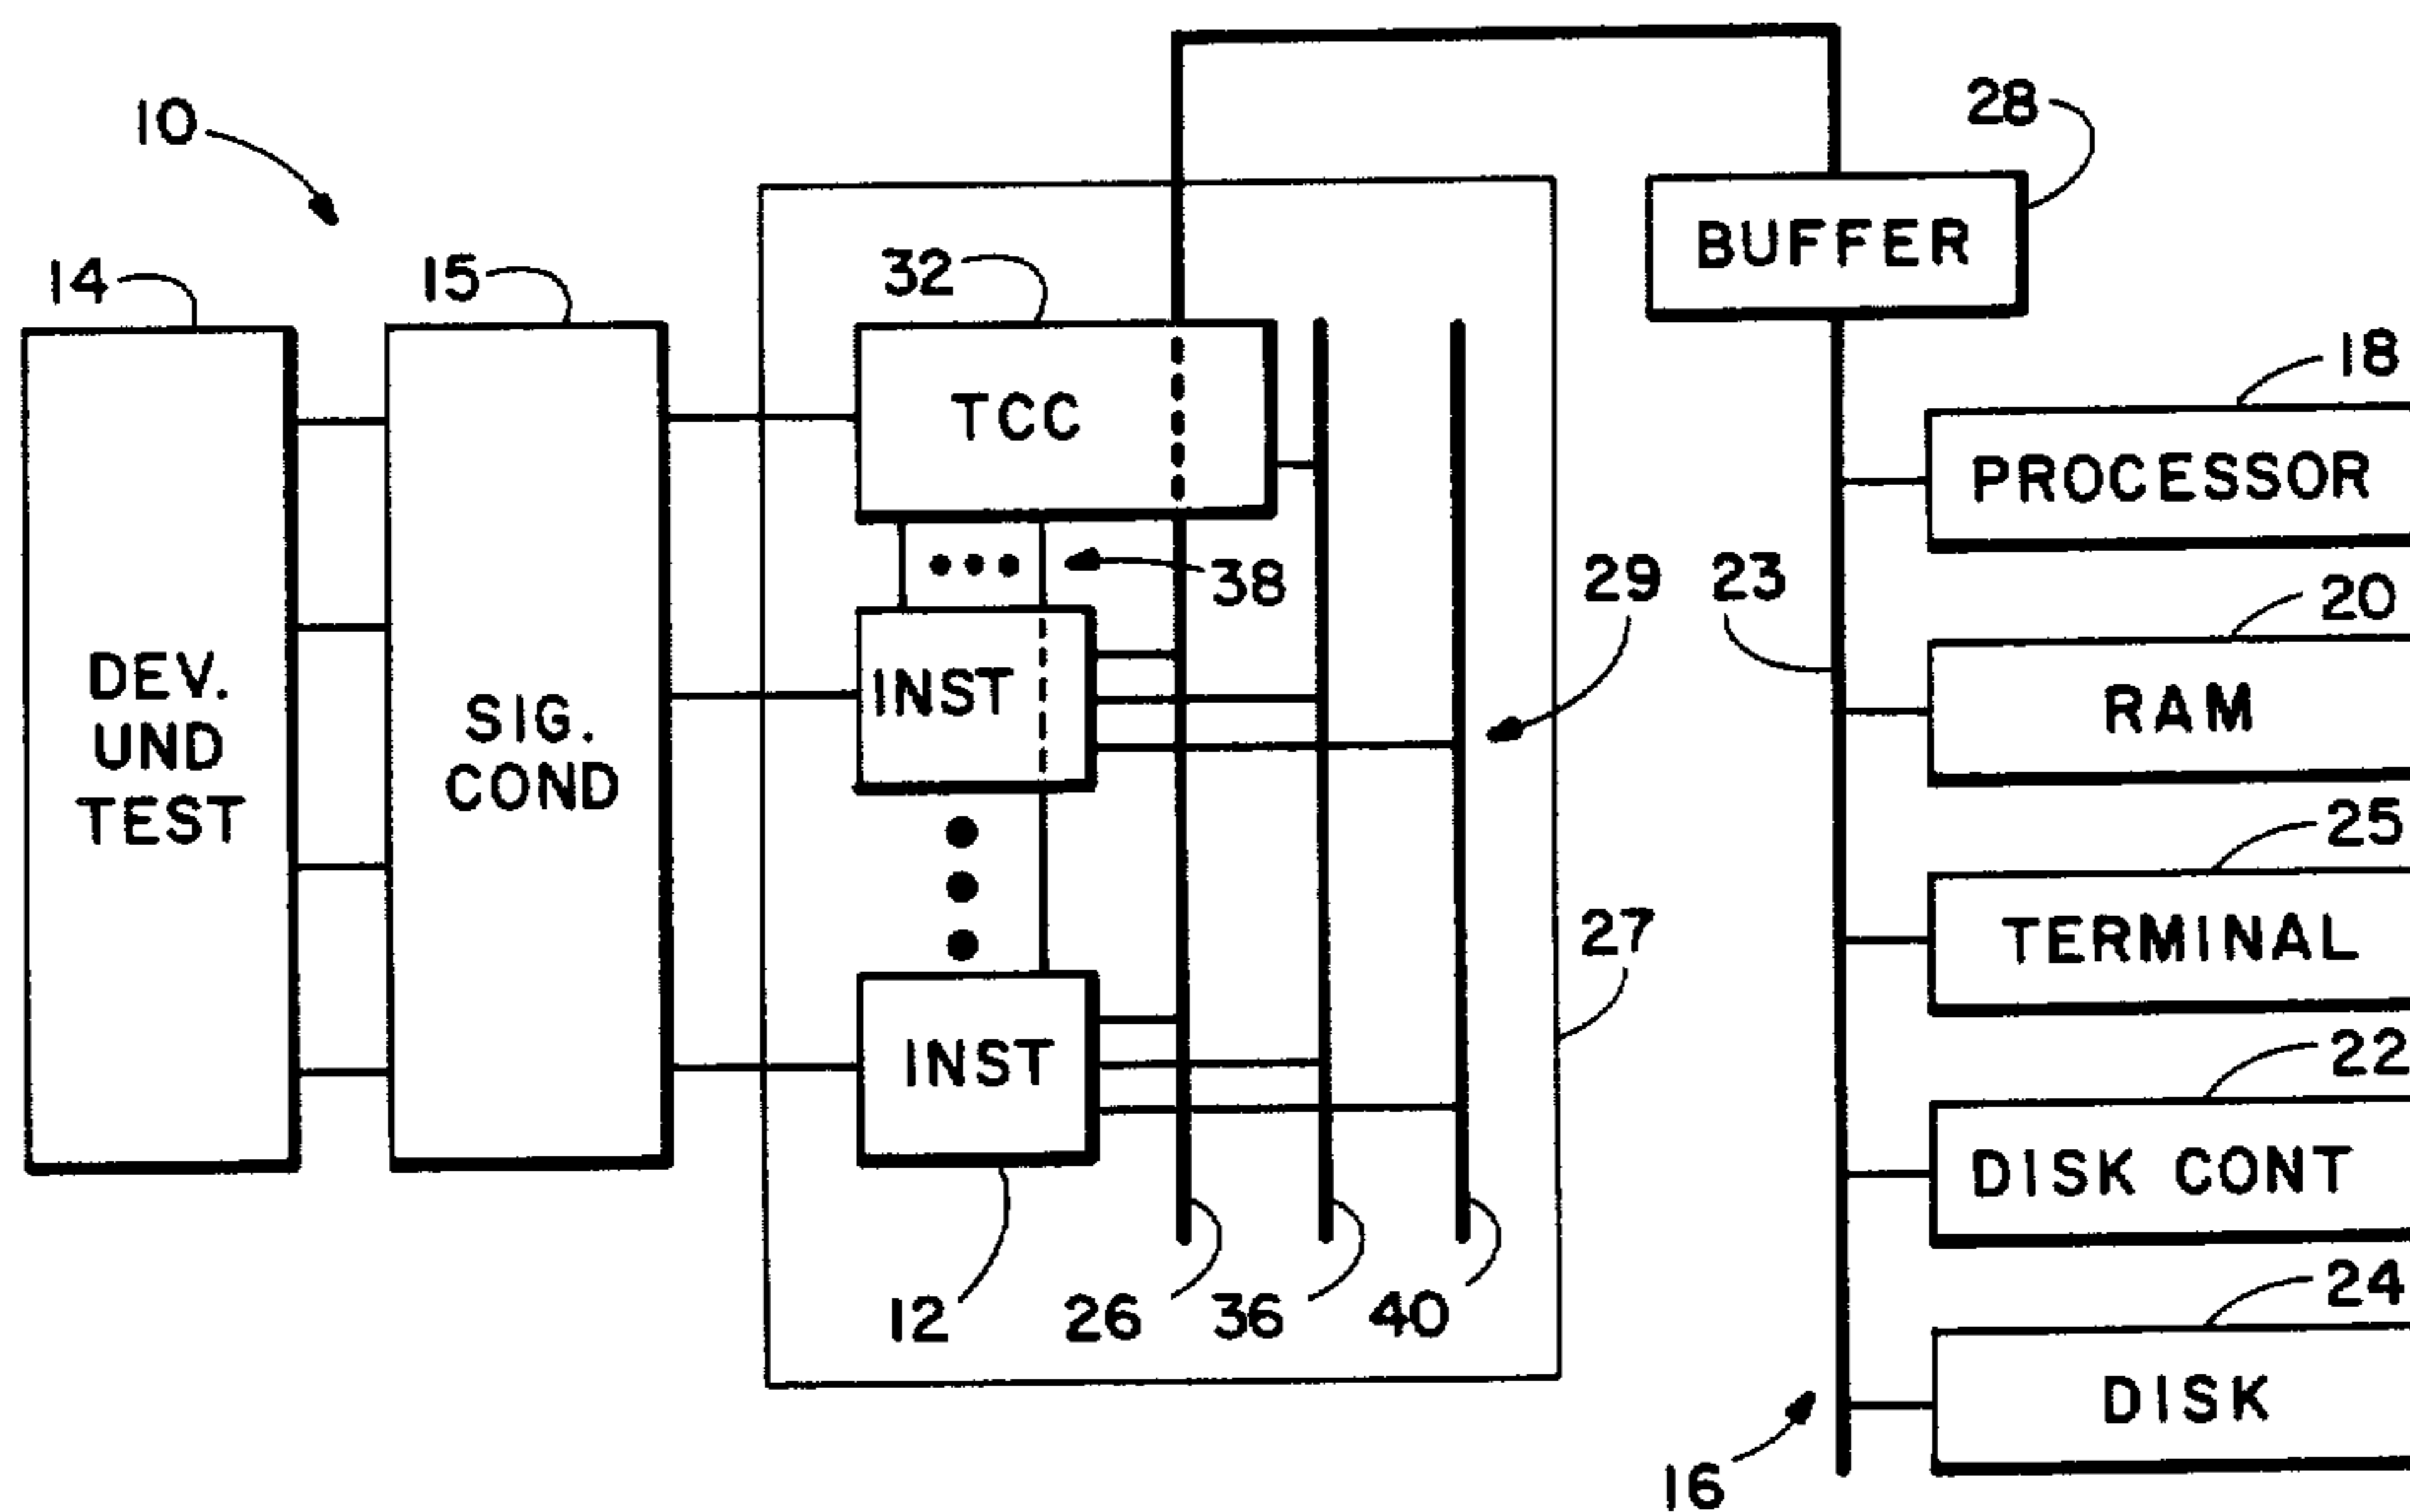 10
28
14
15
32
BUFFER
18
TCC
PROCESSOR
38
29
23
20
DEV.
UND
TEST
SIG.
COND
INST
RAM
25
27
TERMINAL
22
INST
DISK CONT
24
12
26
36
40
DISK
16